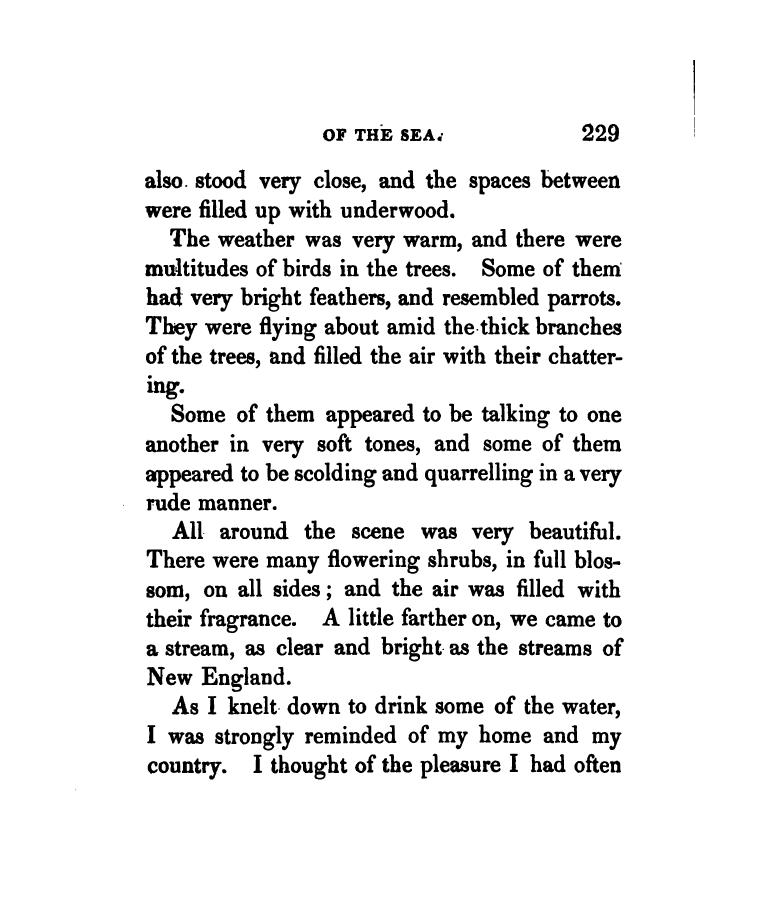 OF THE SEA. 229
also stood very close, and the spaces between
were filled up with underwood.
The weather was very warm, and there were
multitudes of birds in the trees. Some of them
had very bright feathers, and resembled parrots.
They were flying about amid the thick branches
of the trees, and filled the air with their chatter-
ing.
Some of them appeared to be talking to one
another in very soft tones, and some of them
appeared to be scolding and quarrelling in a very
rude manner.
All around the scene was very beautiful.
There were many flowering shrubs, in full blos-
som, on all sides; and the air was filled with
their fragrance. A little farther on, we came to
a stream, as clear and bright as the streams of
New England.
As I knelt down to drink some of the water,
I was strongly reminded of my home and my
country. I thought of the pleasure I had often